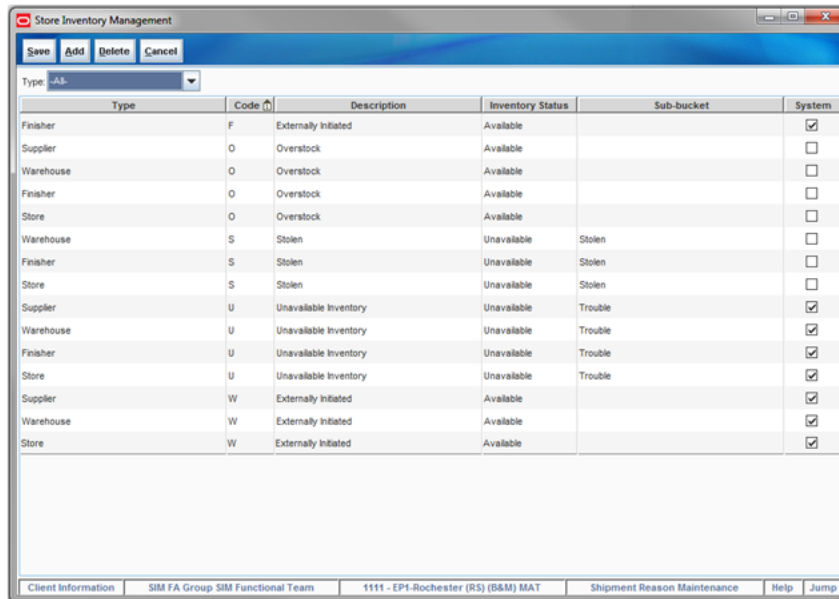 Store Inventory Management
Save Add Delete Cancel
Type: -All-
Type Code Description Inventory Status Sub-bucket System
Finisher F Externally Initiated Available
Supplier O Overstock Available
Warehouse O Overstock Available
Finisher O Overstock Available
Store O Overstock Available
Warehouse S Stolen Unavailable Stolen
Finisher S Stolen Unavailable Stolen
Store S Stolen Unavailable Stolen
Supplier U Unavailable Inventory Unavailable Trouble
Warehouse U Unavailable Inventory Unavailable Trouble
Finisher U Unavailable Inventory Unavailable Trouble
Store U Unavailable Inventory Unavailable Trouble
Supplier W Externally Initiated Available
Warehouse W Externally Initiated Available
Store W Externally Initiated Available
Client Information SIM FA Group SIM Functional Team 1111 - EP1-Rochester (RS) (B&M) MAT Shipment Reason Maintenance Help Jump